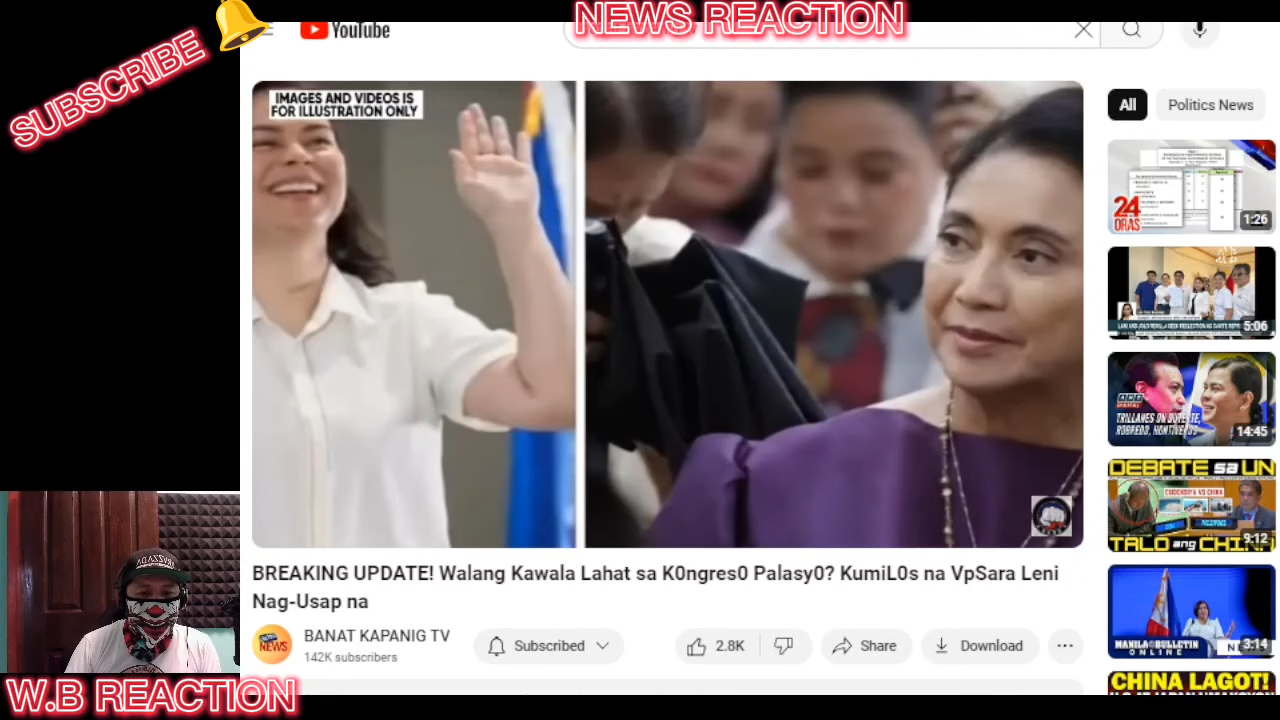 NEWS REACTION
SUBSCRIBE
YouTube
IMAGES AND VIDEOS IS
FOR ILLUSTRATION ONLY
All
Politics News
24
ORAS
1:26
5:06
TRILLANES ON DUTERTE,
ROBREDO, HONTIVEROS
14:45
DEBATE sa UN
9:12
TALO ang CHINA
MANILA BULLETIN
ONLINE
3:14
CHINA LAGOT!
BREAKING UPDATE! Walang Kawala Lahat sa K0ngres0 Palasy0? KumiL0s na VpSara Leni
Nag-Usap na
NEWS
BANAT KAPANIG TV
142K subscribers
Subscribed
2.8K
Share
Download
W.B REACTION